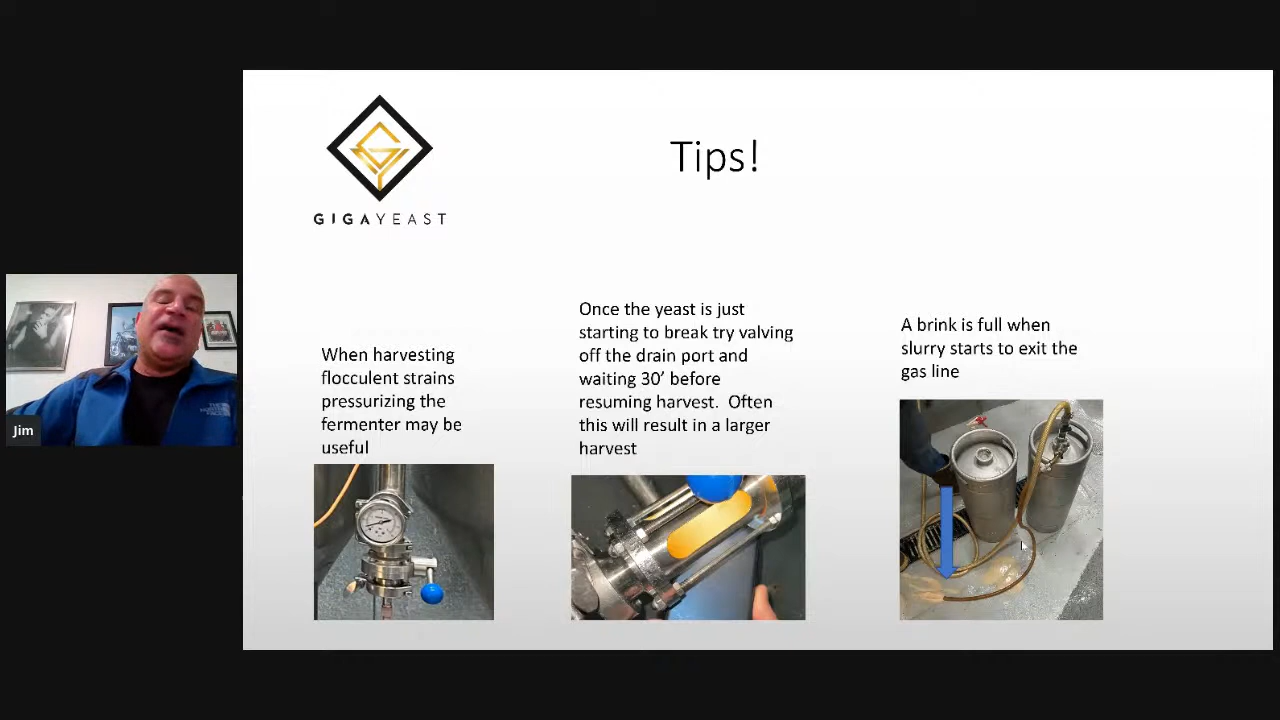 GIGAYEAST
Tips!
When harvesting
flocculent strains
pressurizing the
fermenter may be
useful
Once the yeast is just
starting to break try valving
off the drain port and
waiting 30’ before
resuming harvest.  Often
this will result in a larger
harvest
A brink is full when
slurry starts to exit the
gas line
Jim